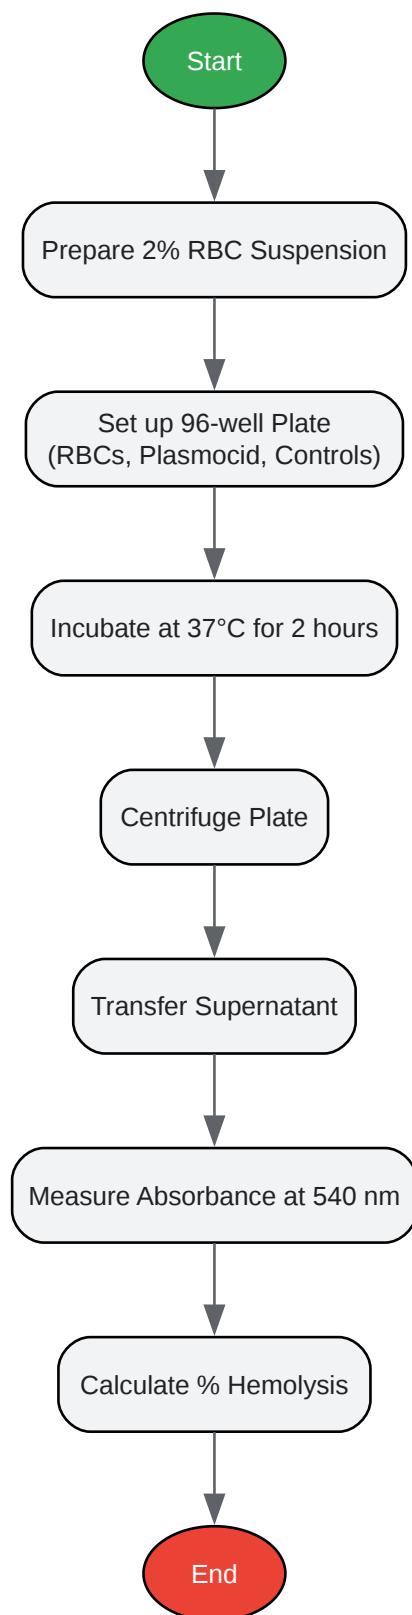 Start
Prepare 2% RBC Suspension
Set up 96-well Plate
(RBCs, Plasmocid, Controls)
Incubate at 37°C for 2 hours
Centrifuge Plate
Transfer Supernatant
Measure Absorbance at 540 nm
Calculate % Hemolysis
End